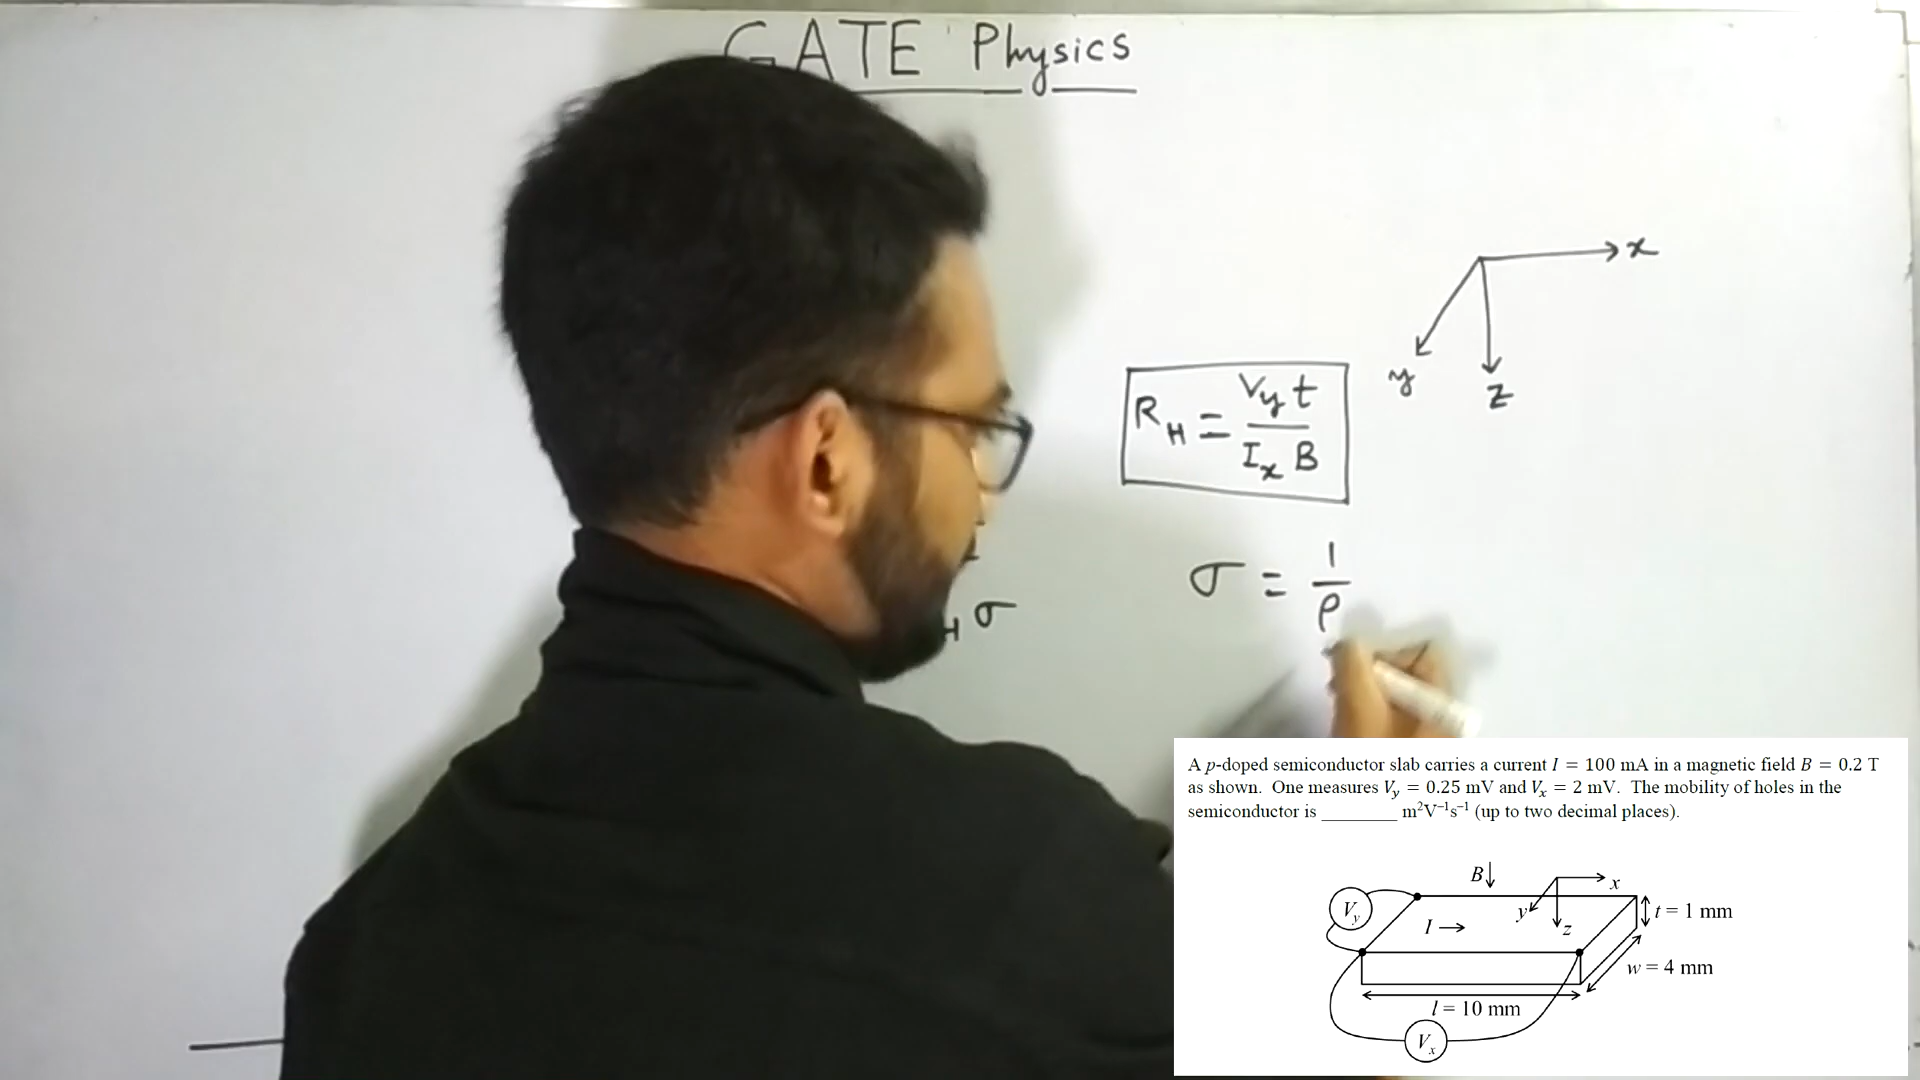 GATE Physics
x
y
z
R_H = V_y t / I_x B
σ = 1/ρ
H σ
A p-doped semiconductor slab carries a current I = 100 mA in a magnetic field B = 0.2 T
as shown. One measures V_y = 0.25 mV and V_x = 2 mV. The mobility of holes in the
semiconductor is ________ m²V⁻¹s⁻¹ (up to two decimal places).
B↓
x
V_y
y
I →
z
t = 1 mm
w = 4 mm
l = 10 mm
V_x